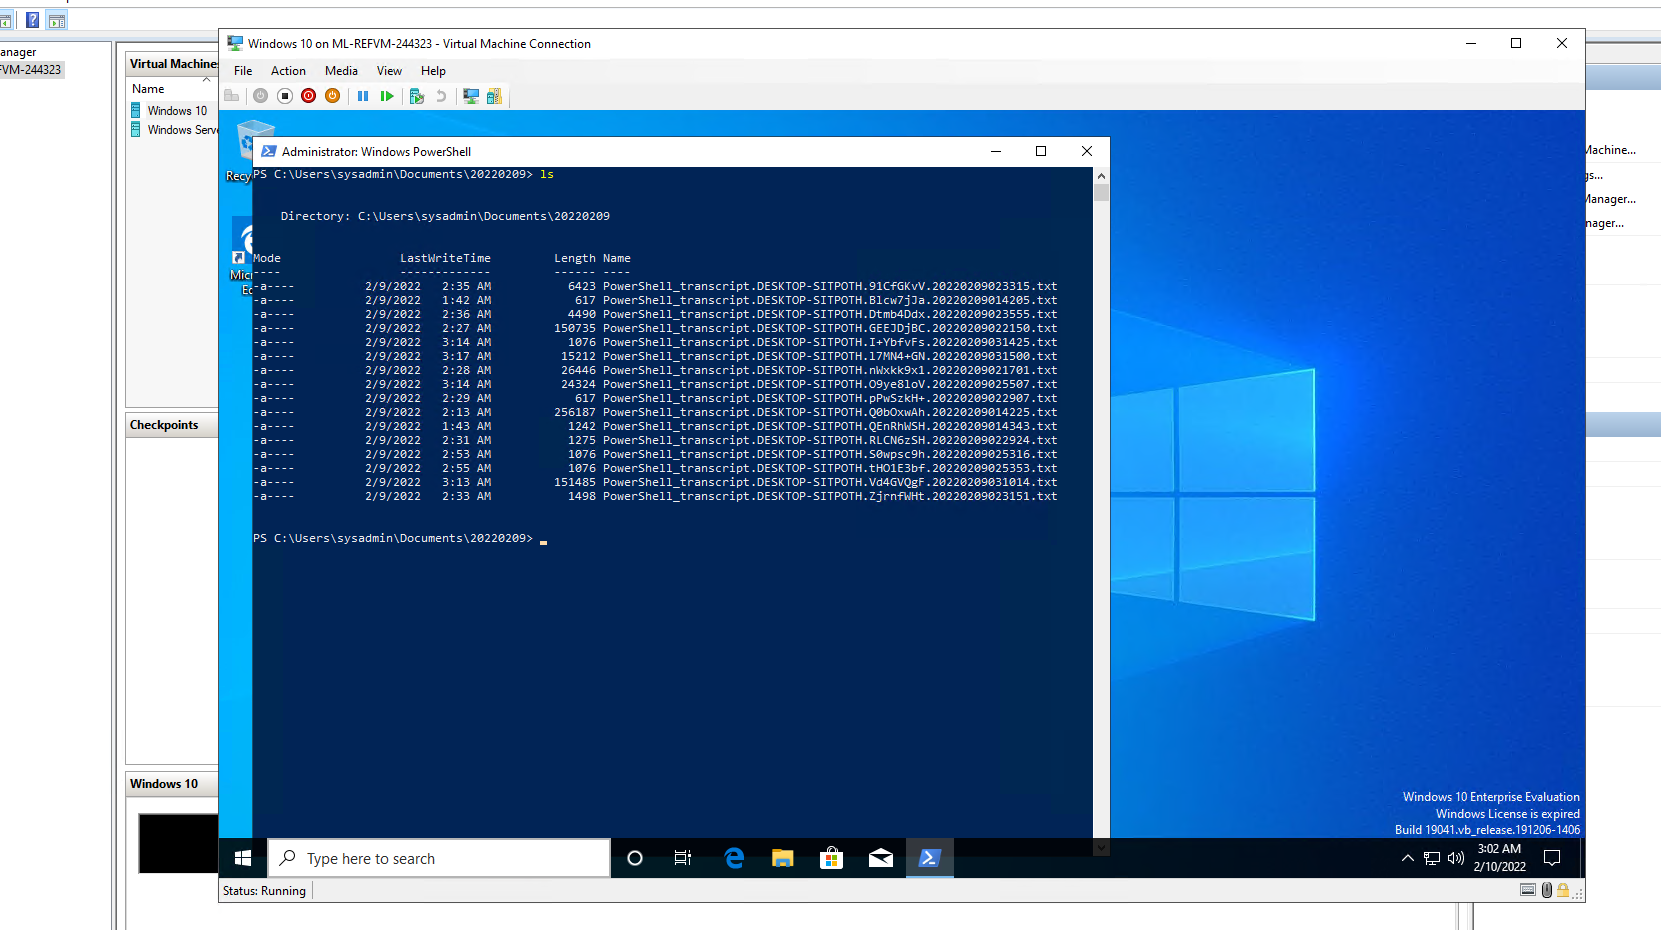 anager
FVM-244323
Virtual Machines
Name
Windows 10
Windows Serve
Checkpoints
Windows 10
Windows 10 on ML-REFVM-244323 - Virtual Machine Connection
File Action Media View Help
Recy
Micr
Ed
Administrator: Windows PowerShell
PS C:\Users\sysadmin\Documents\20220209> ls
Directory: C:\Users\sysadmin\Documents\20220209
Mode LastWriteTime Length Name
---- ------------- ------ ----
-a---- 2/9/2022 2:35 AM 6423 PowerShell_transcript.DESKTOP-SITPOTH.91CfGKvV.20220209023315.txt
-a---- 2/9/2022 1:42 AM 617 PowerShell_transcript.DESKTOP-SITPOTH.Blcw7jJa.20220209014205.txt
-a---- 2/9/2022 2:36 AM 4490 PowerShell_transcript.DESKTOP-SITPOTH.Dtmb4Ddx.20220209023555.txt
-a---- 2/9/2022 2:27 AM 150735 PowerShell_transcript.DESKTOP-SITPOTH.GEEJDjBC.20220209022150.txt
-a---- 2/9/2022 3:14 AM 1076 PowerShell_transcript.DESKTOP-SITPOTH.I+YbfvFs.20220209031425.txt
-a---- 2/9/2022 3:17 AM 15212 PowerShell_transcript.DESKTOP-SITPOTH.l7MN4+GN.20220209031500.txt
-a---- 2/9/2022 2:28 AM 26446 PowerShell_transcript.DESKTOP-SITPOTH.nWxkk9x1.20220209021701.txt
-a---- 2/9/2022 3:14 AM 24324 PowerShell_transcript.DESKTOP-SITPOTH.O9ye8loV.20220209025507.txt
-a---- 2/9/2022 2:29 AM 617 PowerShell_transcript.DESKTOP-SITPOTH.pPwSzkH+.20220209022907.txt
-a---- 2/9/2022 2:13 AM 256187 PowerShell_transcript.DESKTOP-SITPOTH.Q0bOxwAh.20220209014225.txt
-a---- 2/9/2022 1:43 AM 1242 PowerShell_transcript.DESKTOP-SITPOTH.QEnRhWSH.20220209014343.txt
-a---- 2/9/2022 2:31 AM 1275 PowerShell_transcript.DESKTOP-SITPOTH.RLCN6zSH.20220209022924.txt
-a---- 2/9/2022 2:53 AM 1076 PowerShell_transcript.DESKTOP-SITPOTH.S0wpsc9h.20220209025316.txt
-a---- 2/9/2022 2:55 AM 1076 PowerShell_transcript.DESKTOP-SITPOTH.tHO1E3bf.20220209025353.txt
-a---- 2/9/2022 3:13 AM 151485 PowerShell_transcript.DESKTOP-SITPOTH.Vd4GVQgF.20220209031014.txt
-a---- 2/9/2022 2:33 AM 1498 PowerShell_transcript.DESKTOP-SITPOTH.ZjrnfWHt.20220209023151.txt
PS C:\Users\sysadmin\Documents\20220209>
Machine...
gs...
Manager...
nager...
Windows 10 Enterprise Evaluation
Windows License is expired
Build 19041.vb_release.191206-1406
Type here to search
3:02 AM
2/10/2022
Status: Running